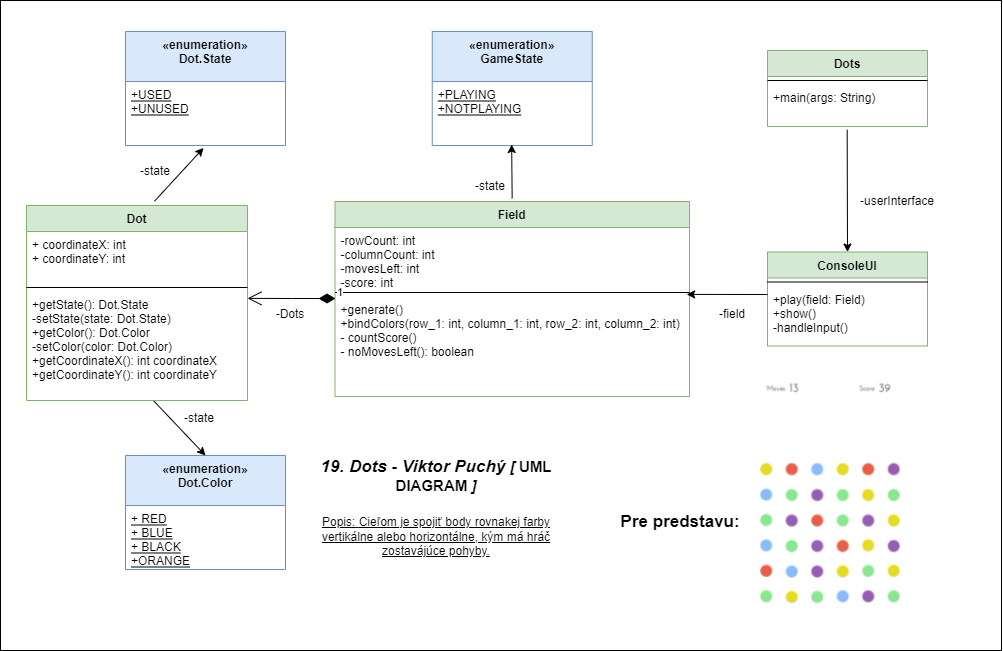 «enumeration»
Dot.State
+USED
+UNUSED
«enumeration»
GameState
+PLAYING
+NOTPLAYING
Dots
+main(args: String)
-state
-state
-userInterface
Dot
+ coordinateX: int
+ coordinateY: int
+getState(): Dot.State
-setState(state: Dot.State)
+getColor(): Dot.Color
-setColor(color: Dot.Color)
+getCoordinateX(): int coordinateX
+getCoordinateY(): int coordinateY
-Dots
Field
-rowCount: int
-columnCount: int
-movesLeft: int
-score: int
-1
+generate()
+bindColors(row_1: int, column_1: int, row_2: int, column_2: int)
- countScore()
- noMovesLeft(): boolean
-field
ConsoleUI
+play(field: Field)
+show()
-handleInput()
-state
«enumeration»
Dot.Color
+ RED
+ BLUE
+ BLACK
+ORANGE
19. Dots - Viktor Puchý [ UML
DIAGRAM ]
Popis: Cieľom je spojiť body rovnakej farby
vertikálne alebo horizontálne, kým má hráč
zostavájúce pohyby.
Pre predstavu:
Moves 13
Score 39